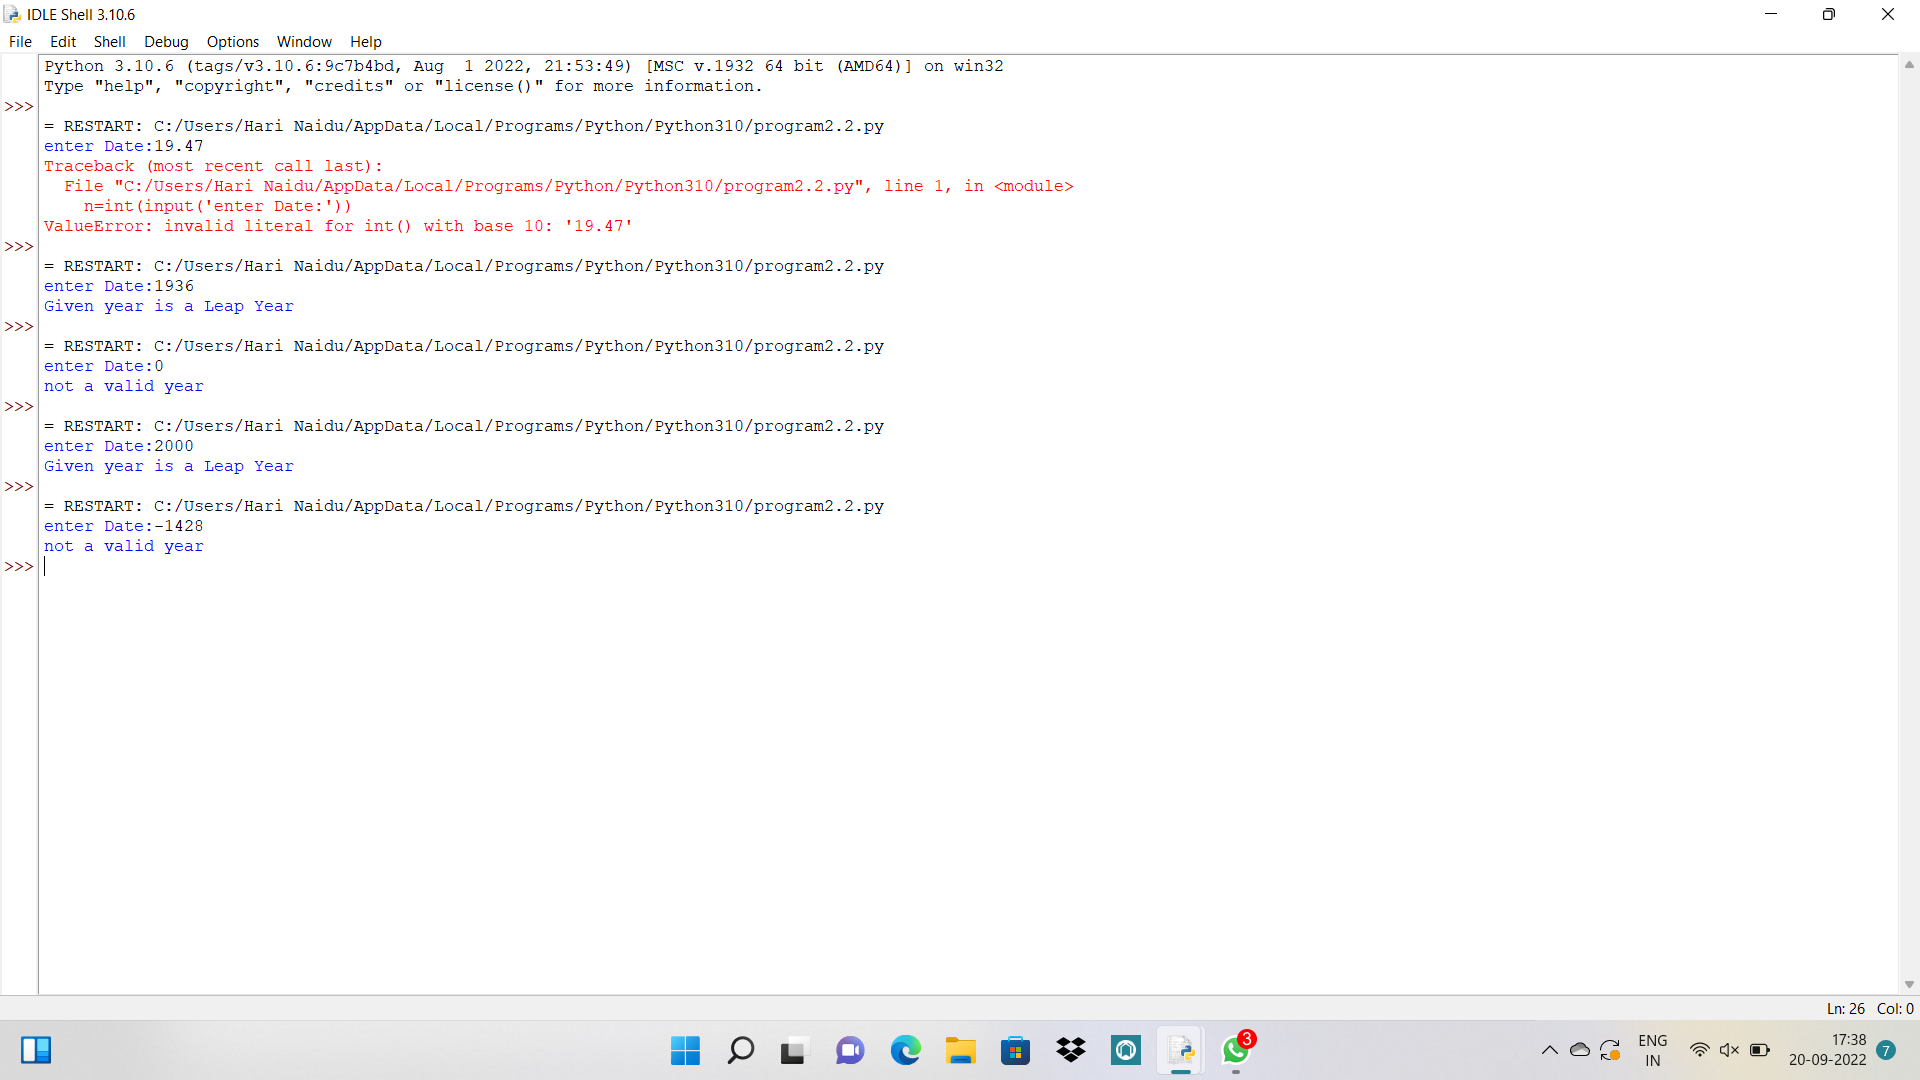 IDLE Shell 3.10.6
File Edit Shell Debug Options Window Help
Python 3.10.6 (tags/v3.10.6:9c7b4bd, Aug  1 2022, 21:53:49) [MSC v.1932 64 bit (AMD64)] on win32
Type "help", "copyright", "credits" or "license()" for more information.
>>>
= RESTART: C:/Users/Hari Naidu/AppData/Local/Programs/Python/Python310/program2.2.py
enter Date:19.47
Traceback (most recent call last):
  File "C:/Users/Hari Naidu/AppData/Local/Programs/Python/Python310/program2.2.py", line 1, in <module>
    n=int(input('enter Date:'))
ValueError: invalid literal for int() with base 10: '19.47'
>>>
= RESTART: C:/Users/Hari Naidu/AppData/Local/Programs/Python/Python310/program2.2.py
enter Date:1936
Given year is a Leap Year
>>>
= RESTART: C:/Users/Hari Naidu/AppData/Local/Programs/Python/Python310/program2.2.py
enter Date:0
not a valid year
>>>
= RESTART: C:/Users/Hari Naidu/AppData/Local/Programs/Python/Python310/program2.2.py
enter Date:2000
Given year is a Leap Year
>>>
= RESTART: C:/Users/Hari Naidu/AppData/Local/Programs/Python/Python310/program2.2.py
enter Date:-1428
not a valid year
>>>
Ln: 26 Col: 0
3
ENG
IN
17:38
20-09-2022
7